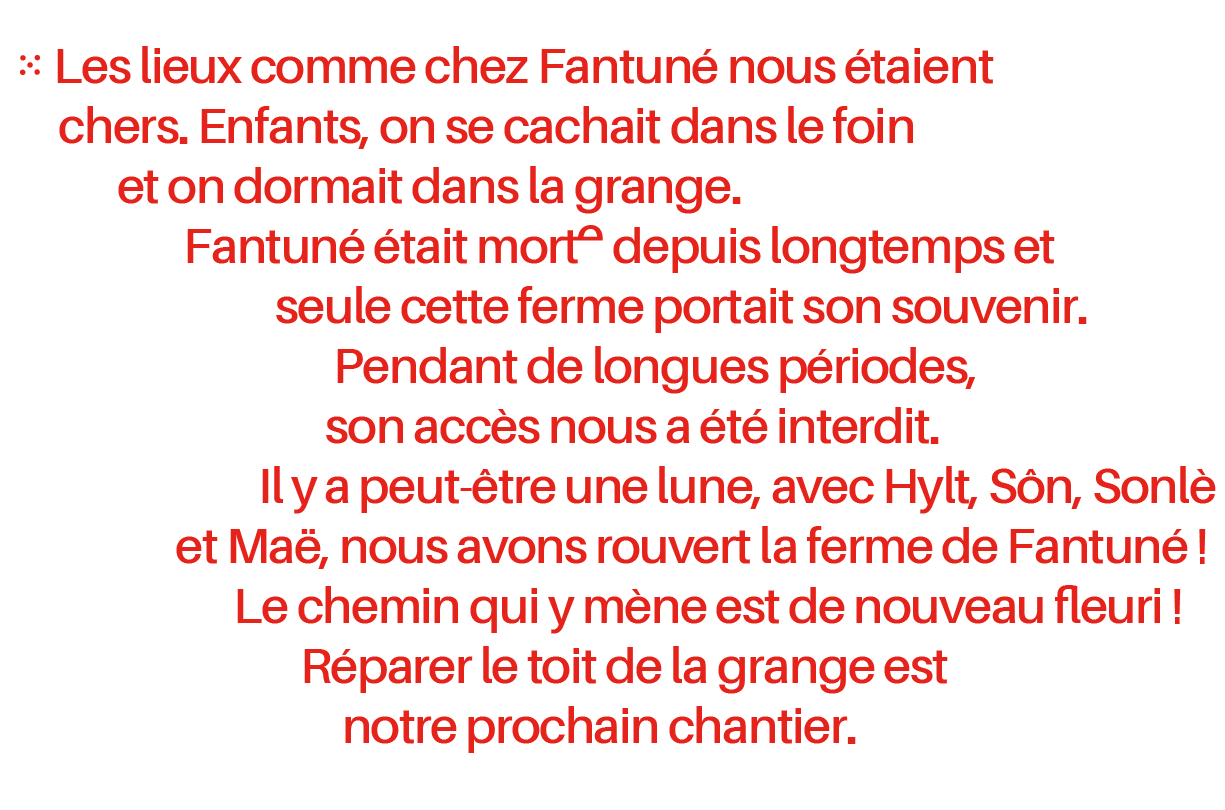 ⁙ Les lieux comme chez Fantuné nous étaient
chers. Enfants, on se cachait dans le foin
et on dormait dans la grange.
Fantuné était morte depuis longtemps et
seule cette ferme portait son souvenir.
Pendant de longues périodes,
son accès nous a été interdit.
Il y a peut-être une lune, avec Hylt, Sôn, Sonlè
et Maë, nous avons rouvert la ferme de Fantuné !
Le chemin qui y mène est de nouveau fleuri !
Réparer le toit de la grange est
notre prochain chantier.